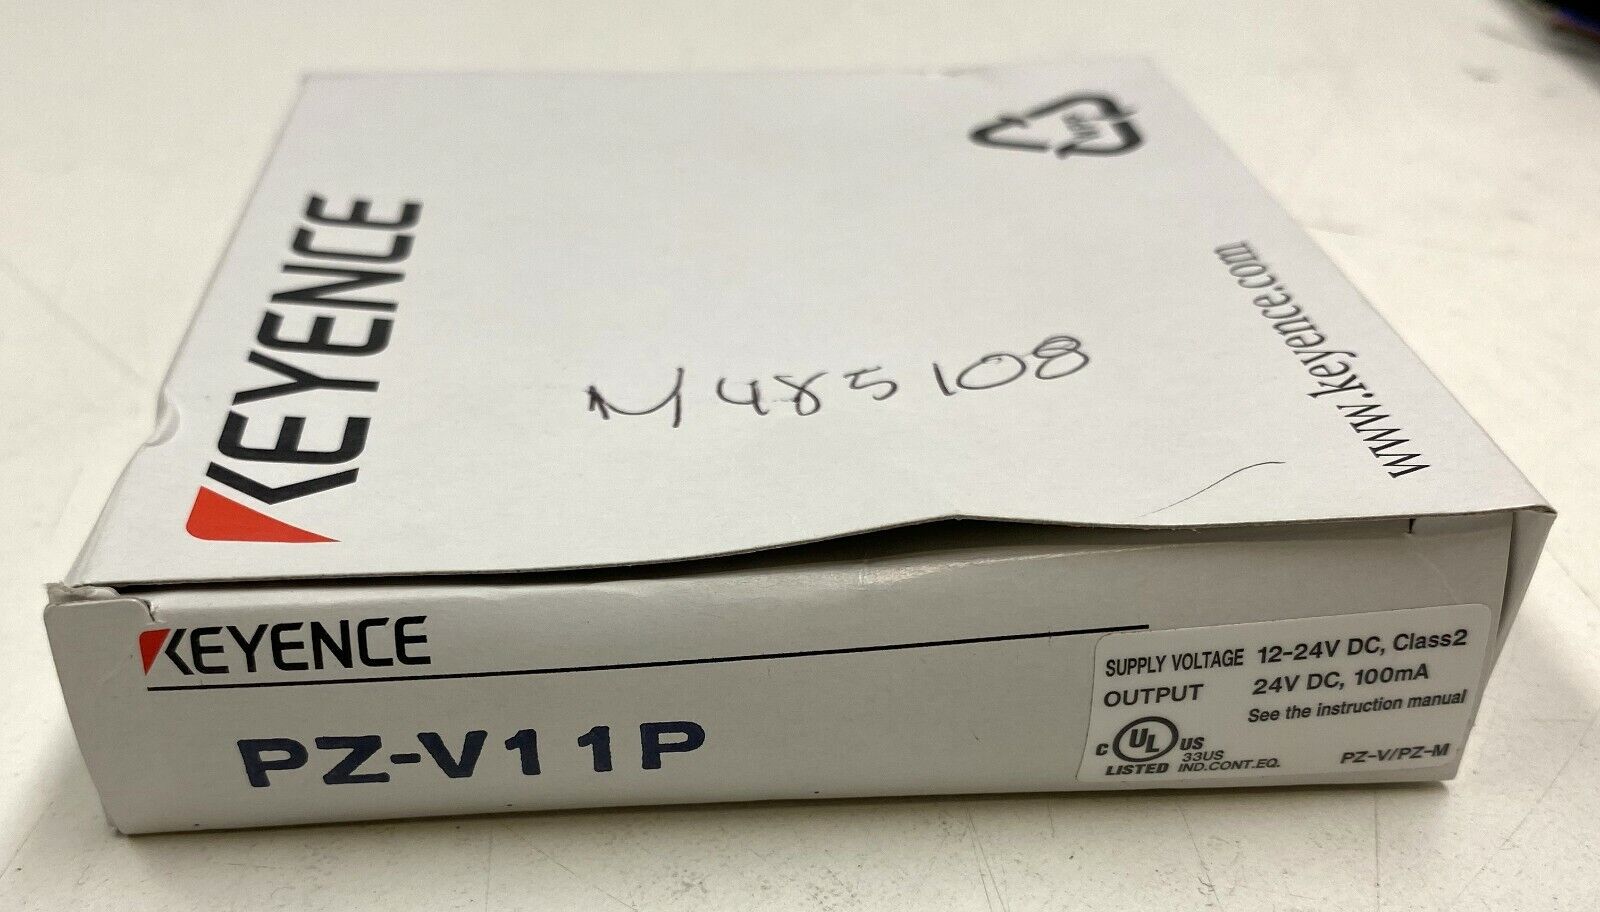 KEYENCE
www.keyence.com
M485108
KEYENCE
PZ-V11P
SUPPLY VOLTAGE 12-24V DC, Class2
OUTPUT 24V DC, 100mA
See the instruction manual
C UL US
LISTED 33US
IND.CONT.EQ.
PZ-V/PZ-M